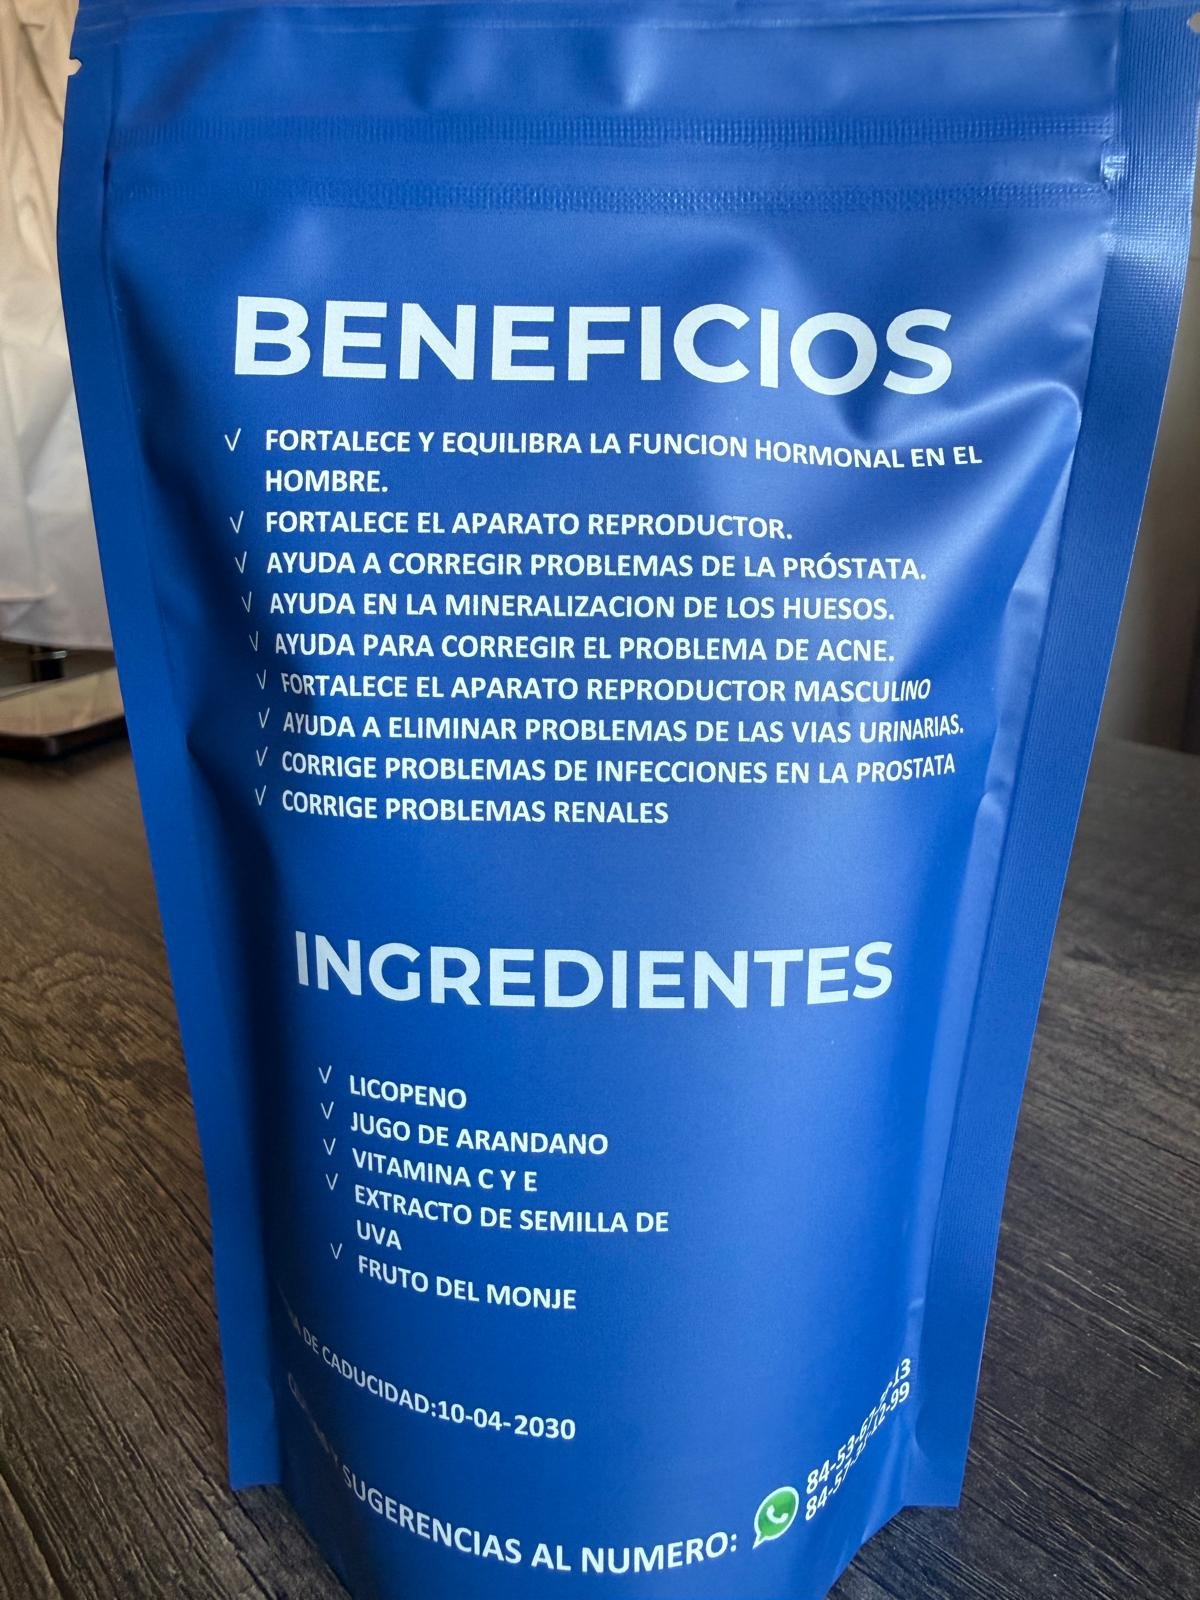 BENEFICIOS
√ FORTALECE Y EQUILIBRA LA FUNCION HORMONAL EN EL
HOMBRE.
√ FORTALECE EL APARATO REPRODUCTOR.
√ AYUDA A CORREGIR PROBLEMAS DE LA PRÓSTATA.
√ AYUDA EN LA MINERALIZACION DE LOS HUESOS.
√ AYUDA PARA CORREGIR EL PROBLEMA DE ACNE.
√ FORTALECE EL APARATO REPRODUCTOR MASCULINO
√ AYUDA A ELIMINAR PROBLEMAS DE LAS VIAS URINARIAS.
√ CORRIGE PROBLEMAS DE INFECCIONES EN LA PROSTATA
√ CORRIGE PROBLEMAS RENALES
INGREDIENTES
√ LICOPENO
√ JUGO DE ARANDANO
√ VITAMINA C Y E
√ EXTRACTO DE SEMILLA DE
UVA
√ FRUTO DEL MONJE
DE CADUCIDAD:10-04-2030
Y SUGERENCIAS AL NUMERO: